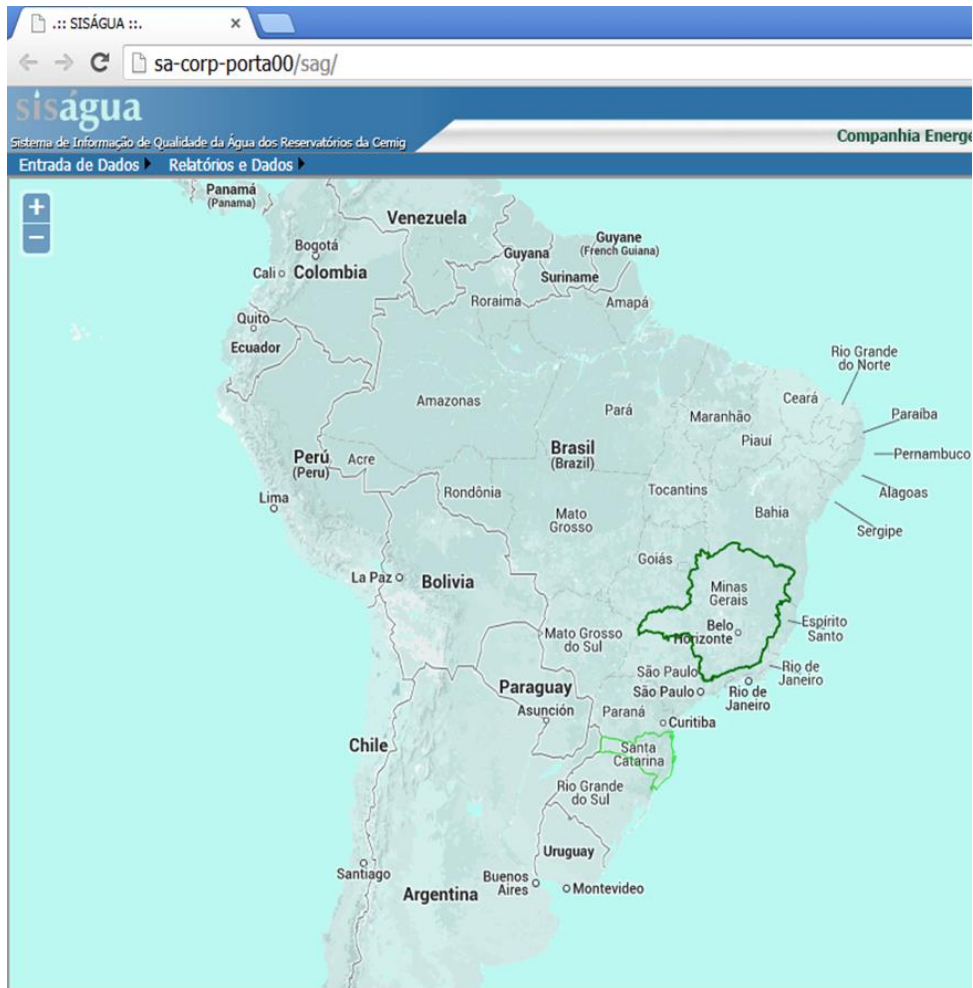 .:: SISÁGUA ::.
sa-corp-porta00/sag/
siságua
Sistema de Informação de Qualidade da Água dos Reservatórios da Cemig
Companhia Energe
Entrada de Dados
Relatórios e Dados
+
−
Panamá
(Panama)
Venezuela
Bogotá
Cali
Colombia
Guyana
Guyane
(French Guiana)
Suriname
Roraima
Amapá
Quito
Ecuador
Rio Grande
do Norte
Amazonas
Pará
Maranhão
Ceará
Paraíba
Piauí
Perú
(Peru)
Acre
Brasil
(Brazil)
Pernambuco
Lima
Rondônia
Tocantins
Alagoas
Mato
Grosso
Bahia
Sergipe
Goiás
La Paz
Bolivia
Minas
Gerais
Belo
Horizonte
Espírito
Santo
Mato Grosso
do Sul
São Paulo
Rio de
Janeiro
Paraguay
São Paulo
Rio de
Janeiro
Asunción
Paraná
Curitiba
Chile
Santa
Catarina
Rio Grande
do Sul
Uruguay
Santiago
Argentina
Buenos
Aires
Montevideo